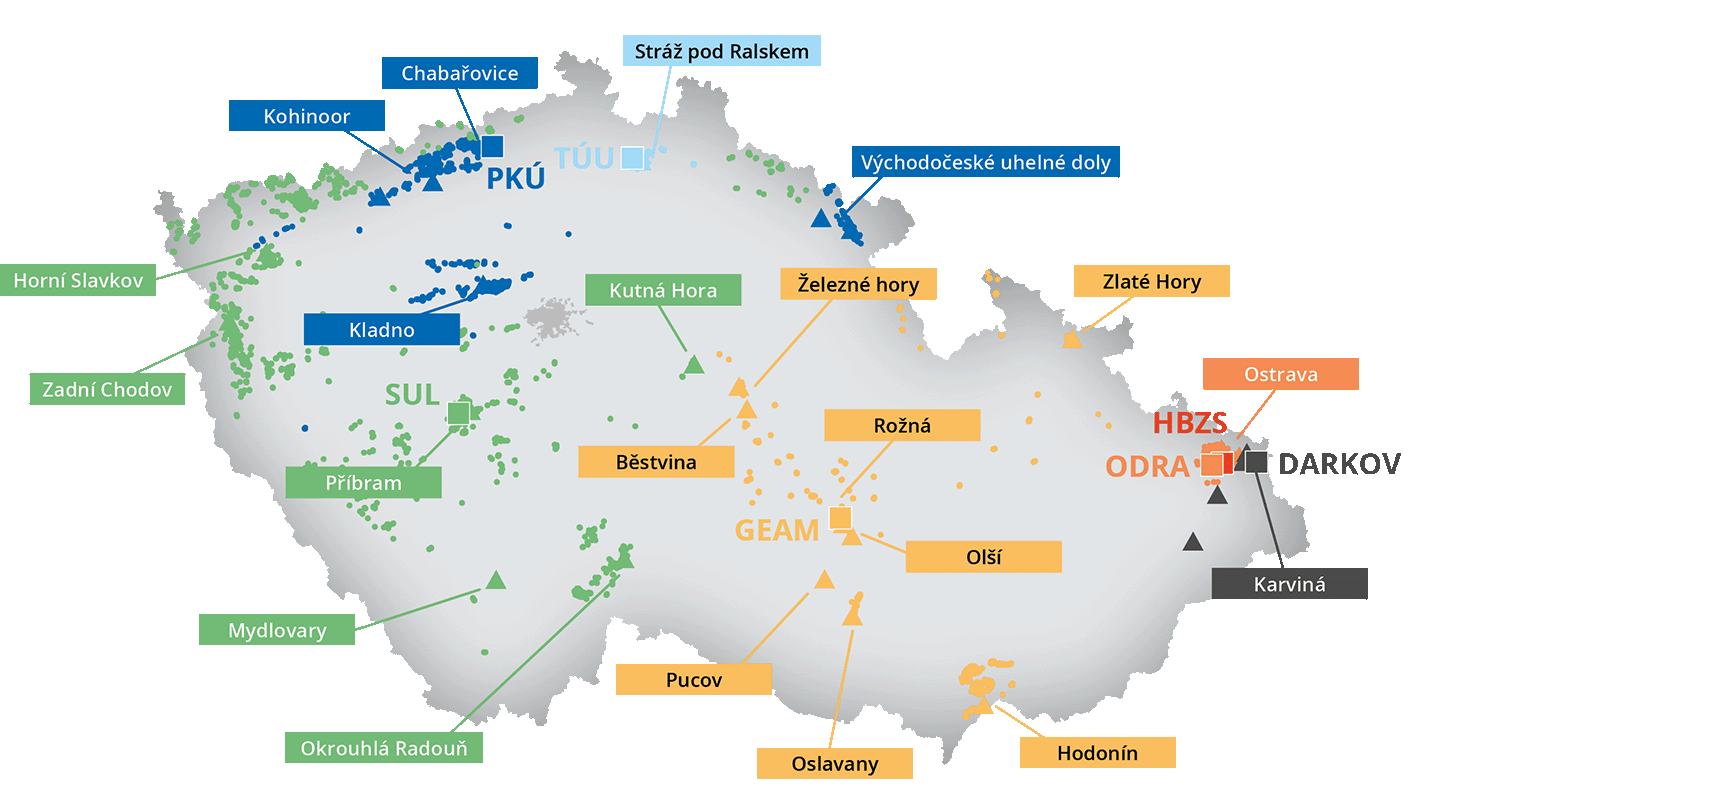 Stráž pod Ralskem
Chabařovice
Kohinoor
TÚU
PKÚ
Východočeské uhelné doly
Horní Slavkov
Kutná Hora
Železné hory
Zlaté Hory
Kladno
Zadní Chodov
SUL
Ostrava
Rožná
HBZS
Běstvina
ODRA
DARKOV
Příbram
GEAM
Olší
Karviná
Mydlovary
Pucov
Okrouhlá Radouň
Oslavany
Hodonín